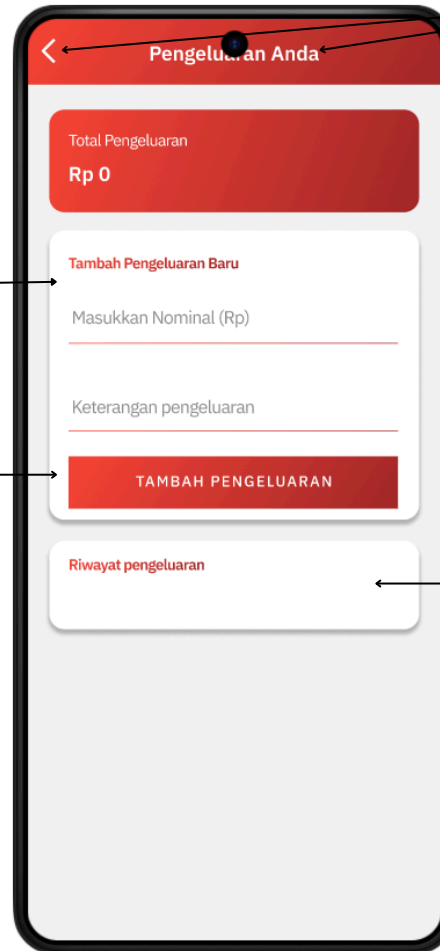 Pengeluaran Anda
Total Pengeluaran
Rp 0
Tambah Pengeluaran Baru
Masukkan Nominal (Rp)
Keterangan pengeluaran
TAMBAH PENGELUARAN
Riwayat pengeluaran